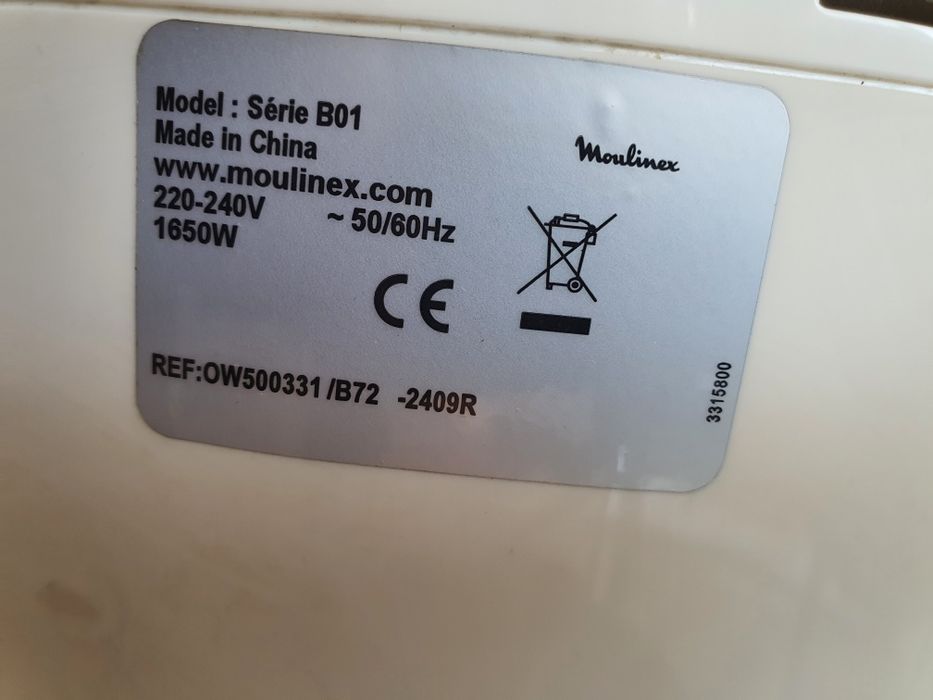 Model : Série B01
Made in China
www.moulinex.com
220-240V ~ 50/60Hz
1650W
Moulinex
CE
REF:OW500331 /B72 -2409R
3315800